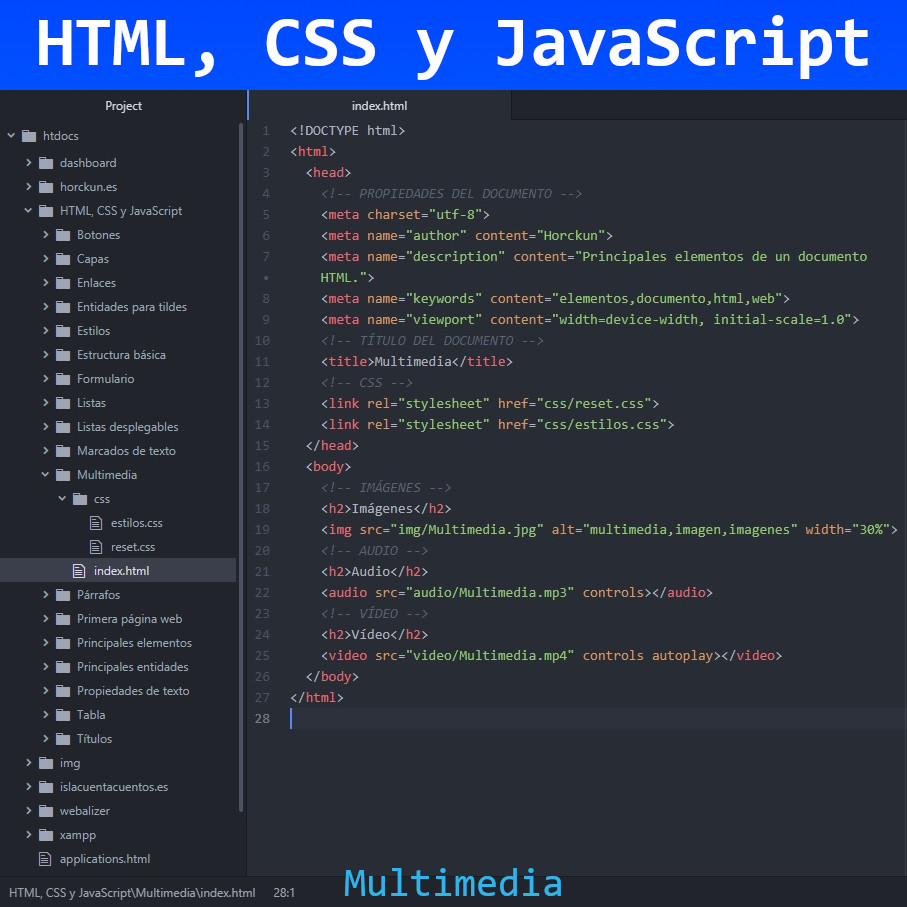 HTML, CSS y JavaScript
Project
htdocs
dashboard
horckun.es
HTML, CSS y JavaScript
Botones
Capas
Enlaces
Entidades para tildes
Estilos
Estructura básica
Formulario
Listas
Listas desplegables
Marcados de texto
Multimedia
css
estilos.css
reset.css
index.html
Párrafos
Primera página web
Principales elementos
Principales entidades
Propiedades de texto
Tabla
Títulos
img
islacuentacuentos.es
webalizer
xampp
applications.html
index.html
1 <!DOCTYPE html>
2 <html>
3 <head>
4 <!-- PROPIEDADES DEL DOCUMENTO -->
5 <meta charset="utf-8">
6 <meta name="author" content="Horckun">
7 <meta name="description" content="Principales elementos de un documento
• HTML.">
8 <meta name="keywords" content="elementos,documento,html,web">
9 <meta name="viewport" content="width=device-width, initial-scale=1.0">
10 <!-- TÍTULO DEL DOCUMENTO -->
11 <title>Multimedia</title>
12 <!-- CSS -->
13 <link rel="stylesheet" href="css/reset.css">
14 <link rel="stylesheet" href="css/estilos.css">
15 </head>
16 <body>
17 <!-- IMÁGENES -->
18 <h2>Imágenes</h2>
19 <img src="img/Multimedia.jpg" alt="multimedia,imagen,imagenes" width="30%">
20 <!-- AUDIO -->
21 <h2>Audio</h2>
22 <audio src="audio/Multimedia.mp3" controls></audio>
23 <!-- VÍDEO -->
24 <h2>Vídeo</h2>
25 <video src="video/Multimedia.mp4" controls autoplay></video>
26 </body>
27 </html>
28
HTML, CSS y JavaScript\Multimedia\index.html 28:1
Multimedia